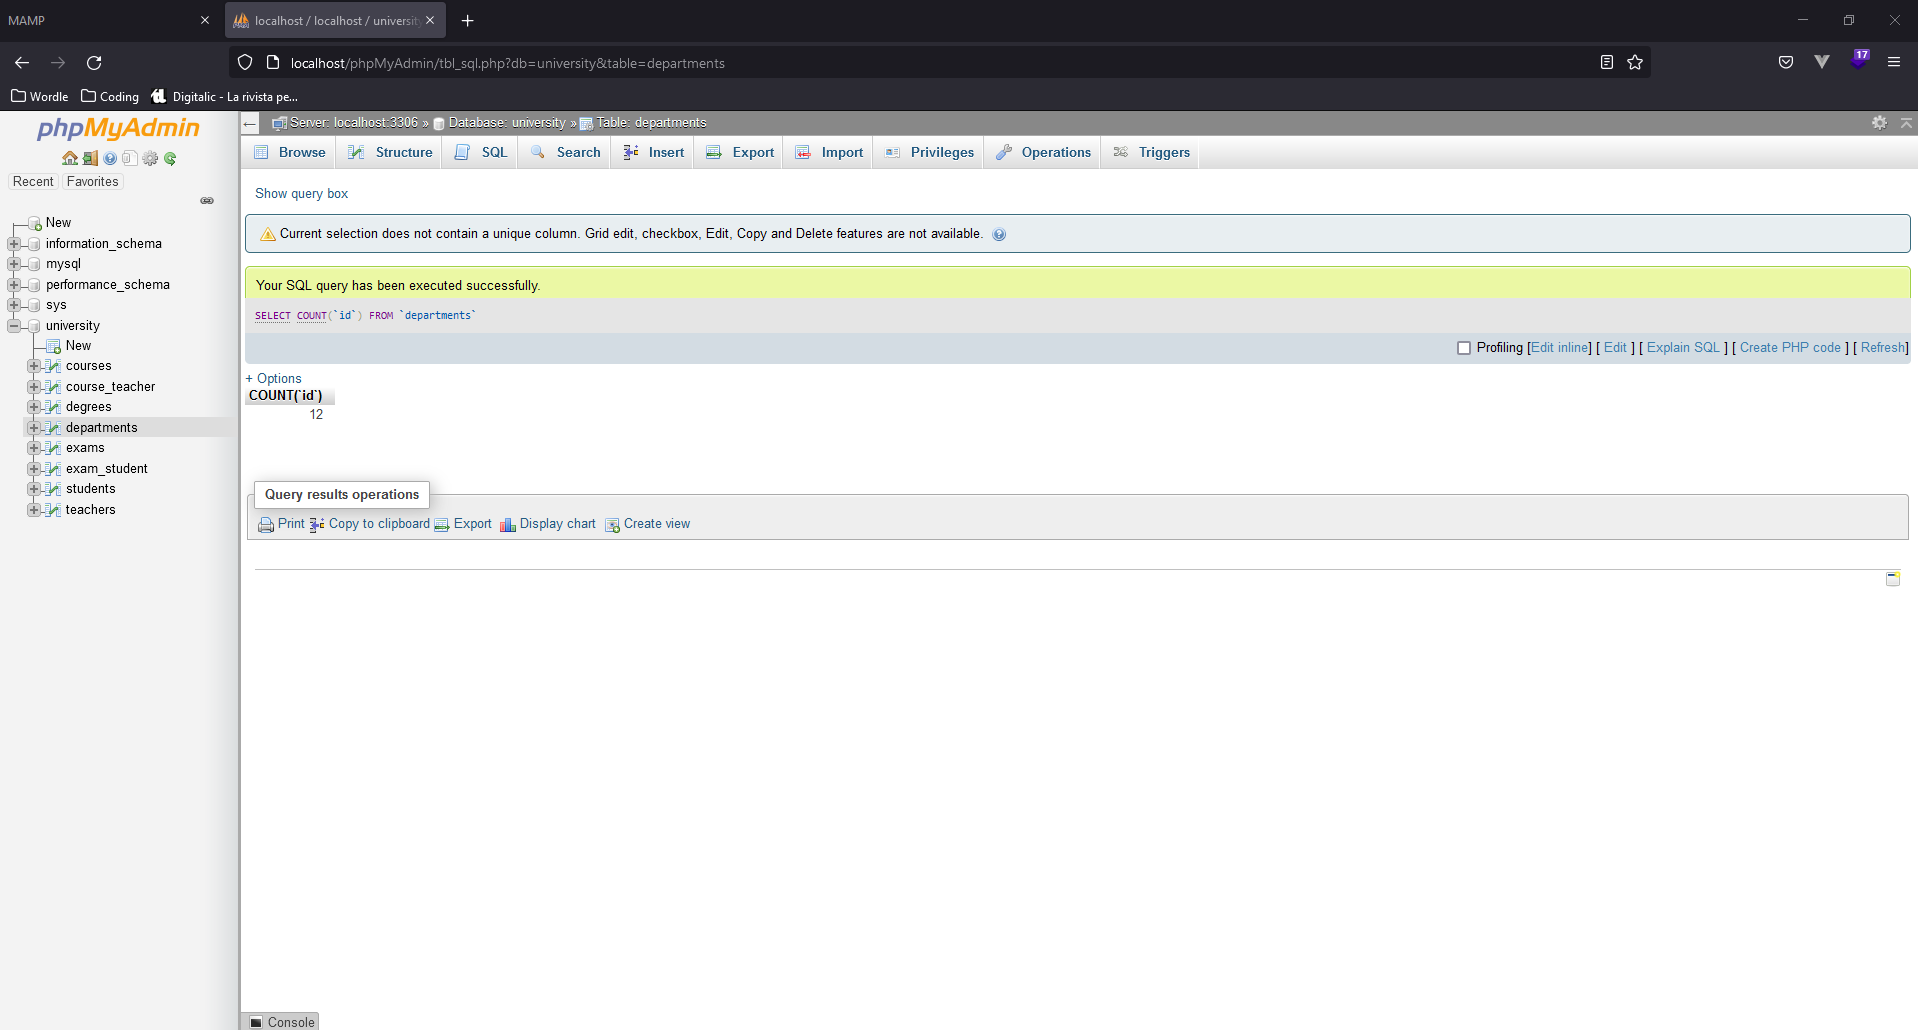 MAMP
localhost / localhost / university
localhost/phpMyAdmin/tbl_sql.php?db=university&table=departments
17
Wordle Coding Digitalic - La rivista pe...
phpMyAdmin
Recent Favorites
New
information_schema
mysql
performance_schema
sys
university
New
courses
course_teacher
degrees
departments
exams
exam_student
students
teachers
Server: localhost:3306 » Database: university » Table: departments
Browse Structure SQL Search Insert Export Import Privileges Operations Triggers
Show query box
Current selection does not contain a unique column. Grid edit, checkbox, Edit, Copy and Delete features are not available.
Your SQL query has been executed successfully.
SELECT COUNT(`id`) FROM `departments`
Profiling [Edit inline] [ Edit ] [ Explain SQL ] [ Create PHP code ] [ Refresh]
+ Options
COUNT(`id`)
12
Query results operations
Print Copy to clipboard Export Display chart Create view
Console